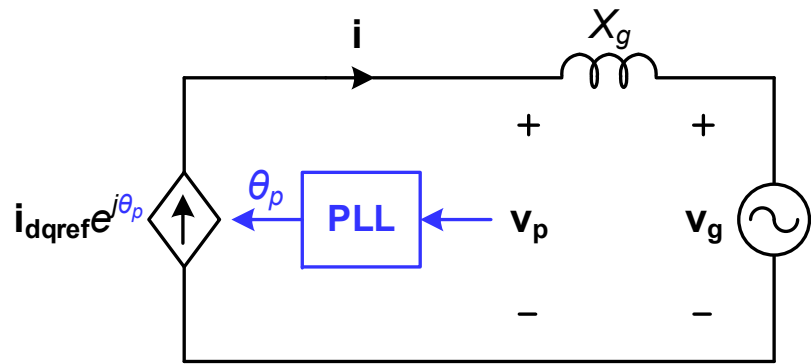 i
X_g
+
+
θ_p
i_dqref e^jθ_p
PLL
v_p
v_g
−
−